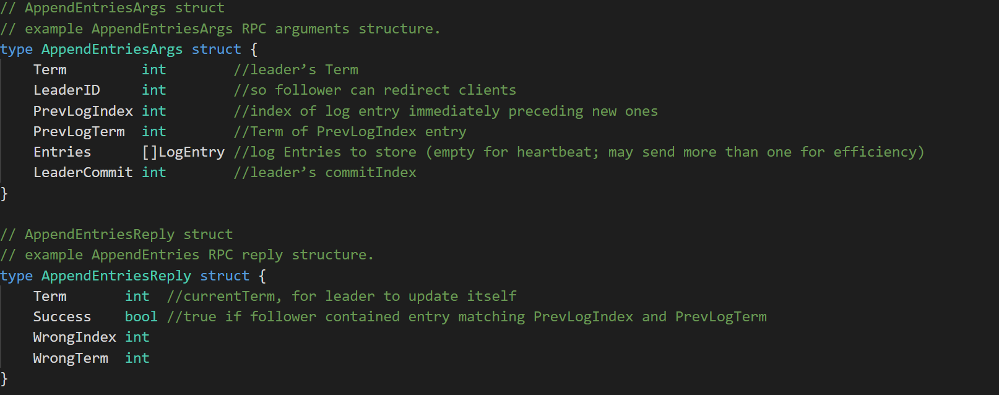 // AppendEntriesArgs struct
// example AppendEntriesArgs RPC arguments structure.
type AppendEntriesArgs struct {
    Term         int        //leader’s Term
    LeaderID     int        //so follower can redirect clients
    PrevLogIndex int        //index of log entry immediately preceding new ones
    PrevLogTerm  int        //Term of PrevLogIndex entry
    Entries      []LogEntry //log Entries to store (empty for heartbeat; may send more than one for efficiency)
    LeaderCommit int        //leader’s commitIndex
}

// AppendEntriesReply struct
// example AppendEntries RPC reply structure.
type AppendEntriesReply struct {
    Term       int  //currentTerm, for leader to update itself
    Success    bool //true if follower contained entry matching PrevLogIndex and PrevLogTerm
    WrongIndex int
    WrongTerm  int
}